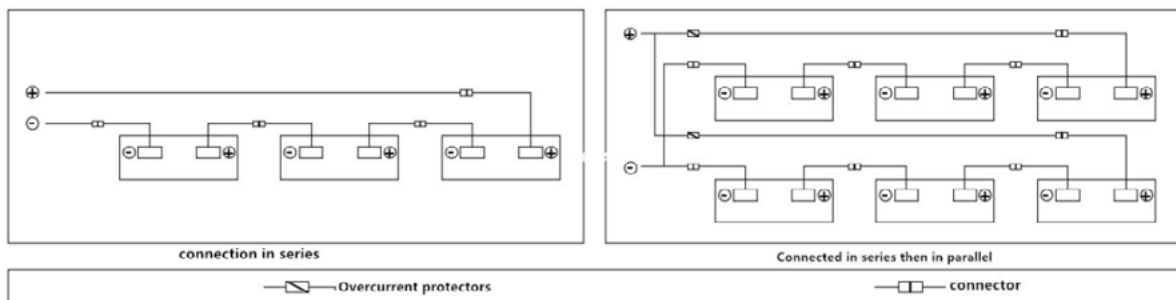 connection in series
Connected in series then in parallel
Overcurrent protectors
connector